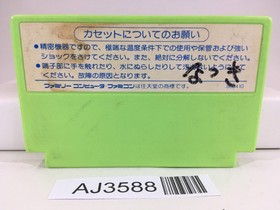 カセットについてのお願い
●精密機器ですので、極端な温度条件下での使用や保管および強い
ショックをさけてください。また、絶対に分解しないでください。
●端子部に手を触れたり、水にぬらしたりして汚さないようにして
ください。故障の原因となります。
ファミリーコンピュータ・ファミコンは任天堂の商標です。
なつき
AJ3588